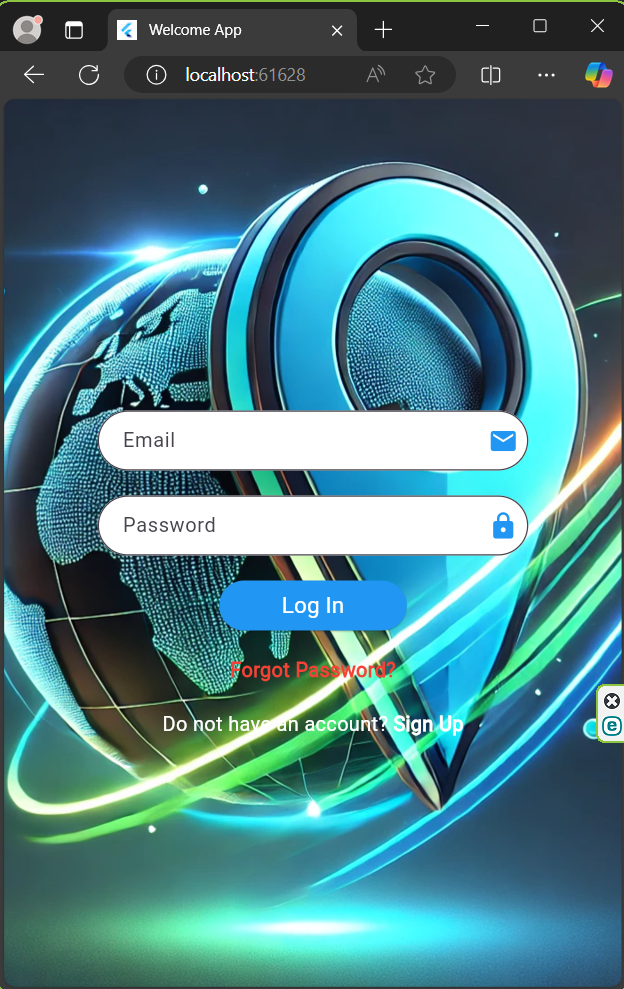 Welcome App
localhost:61628
Email
Password
Log In
Forgot Password?
Do not have an account? Sign Up